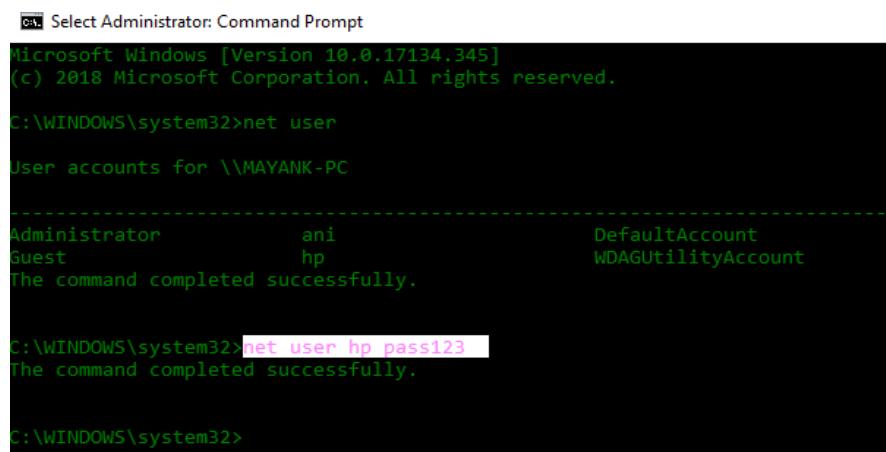 Select Administrator: Command Prompt
Microsoft Windows [Version 10.0.17134.345]
(c) 2018 Microsoft Corporation. All rights reserved.
C:\WINDOWS\system32>net user
User accounts for \\MAYANK-PC
-------------------------------------------------------------------------------
Administrator            ani                      DefaultAccount
Guest                    hp                       WDAGUtilityAccount
The command completed successfully.
C:\WINDOWS\system32>net user hp pass123
The command completed successfully.
C:\WINDOWS\system32>